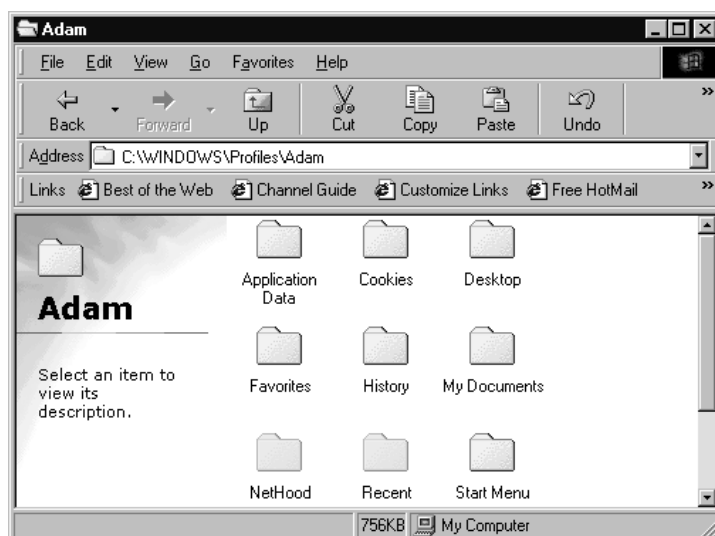 Adam
File Edit View Go Favorites Help
Back Forward Up Cut Copy Paste Undo »
Address C:\WINDOWS\Profiles\Adam
Links Best of the Web Channel Guide Customize Links Free HotMail »
Adam
Select an item to
view its
description.
Application
Data
Cookies
Desktop
Favorites
History
My Documents
NetHood
Recent
Start Menu
756KB My Computer